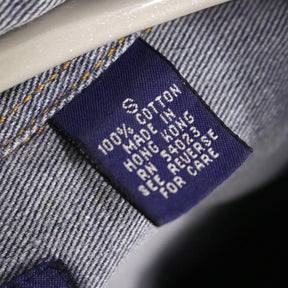 S
100% COTTON
MADE IN
HONG KONG
RN 54023
SEE REVERSE
FOR CARE